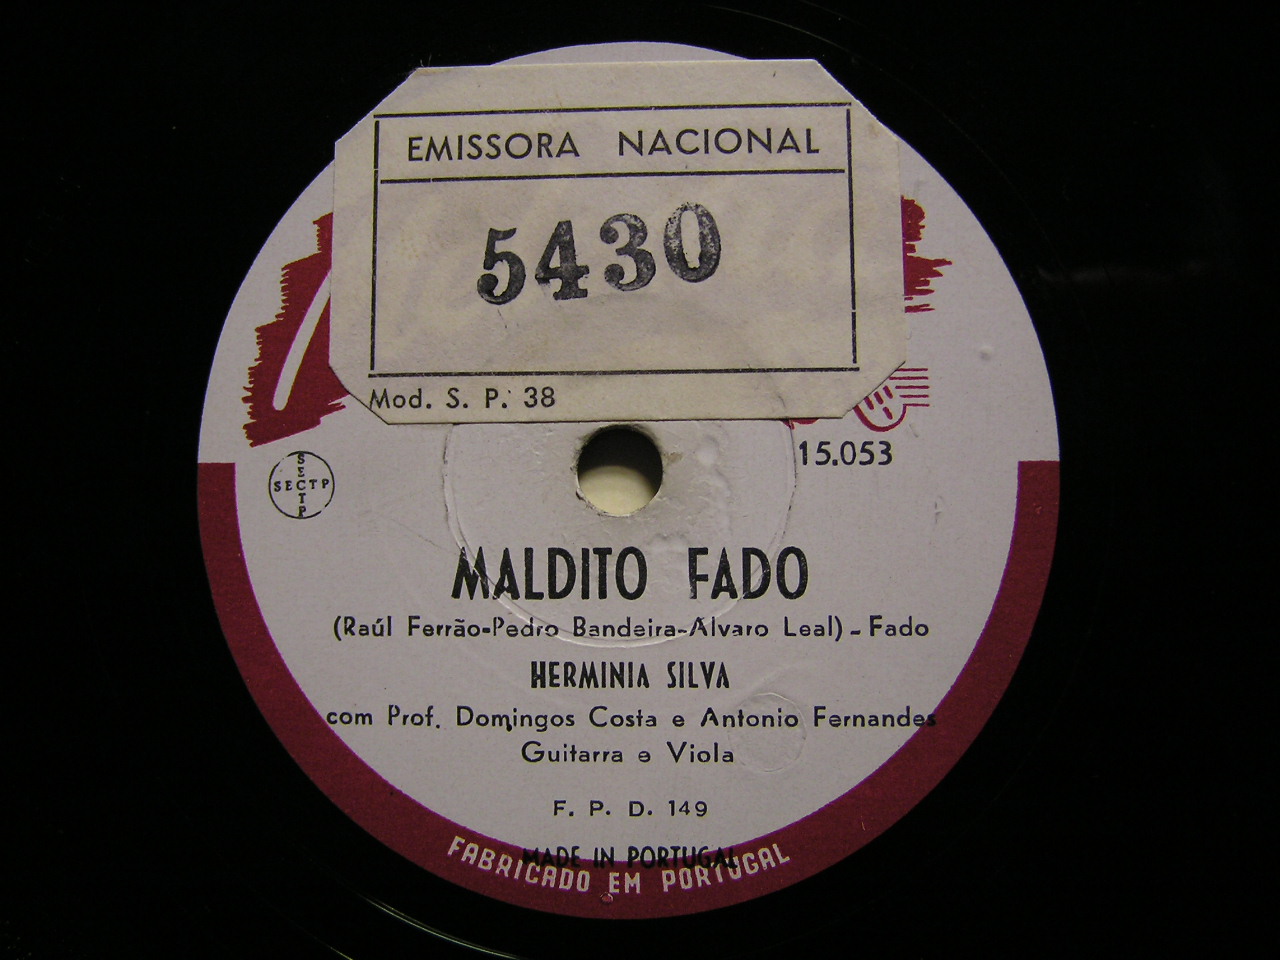 EMISSORA NACIONAL
5430
Mod. S. P. 38
15.053
SECTP
SECTP
MALDITO FADO
(Raúl Ferrão-Pedro Bandeira-Alvaro Leal) - Fado
HERMINIA SILVA
com Prof. Domingos Costa e Antonio Fernandes
Guitarra e Viola
F. P. D. 149
MADE IN PORTUGAL
FABRICADO EM PORTUGAL